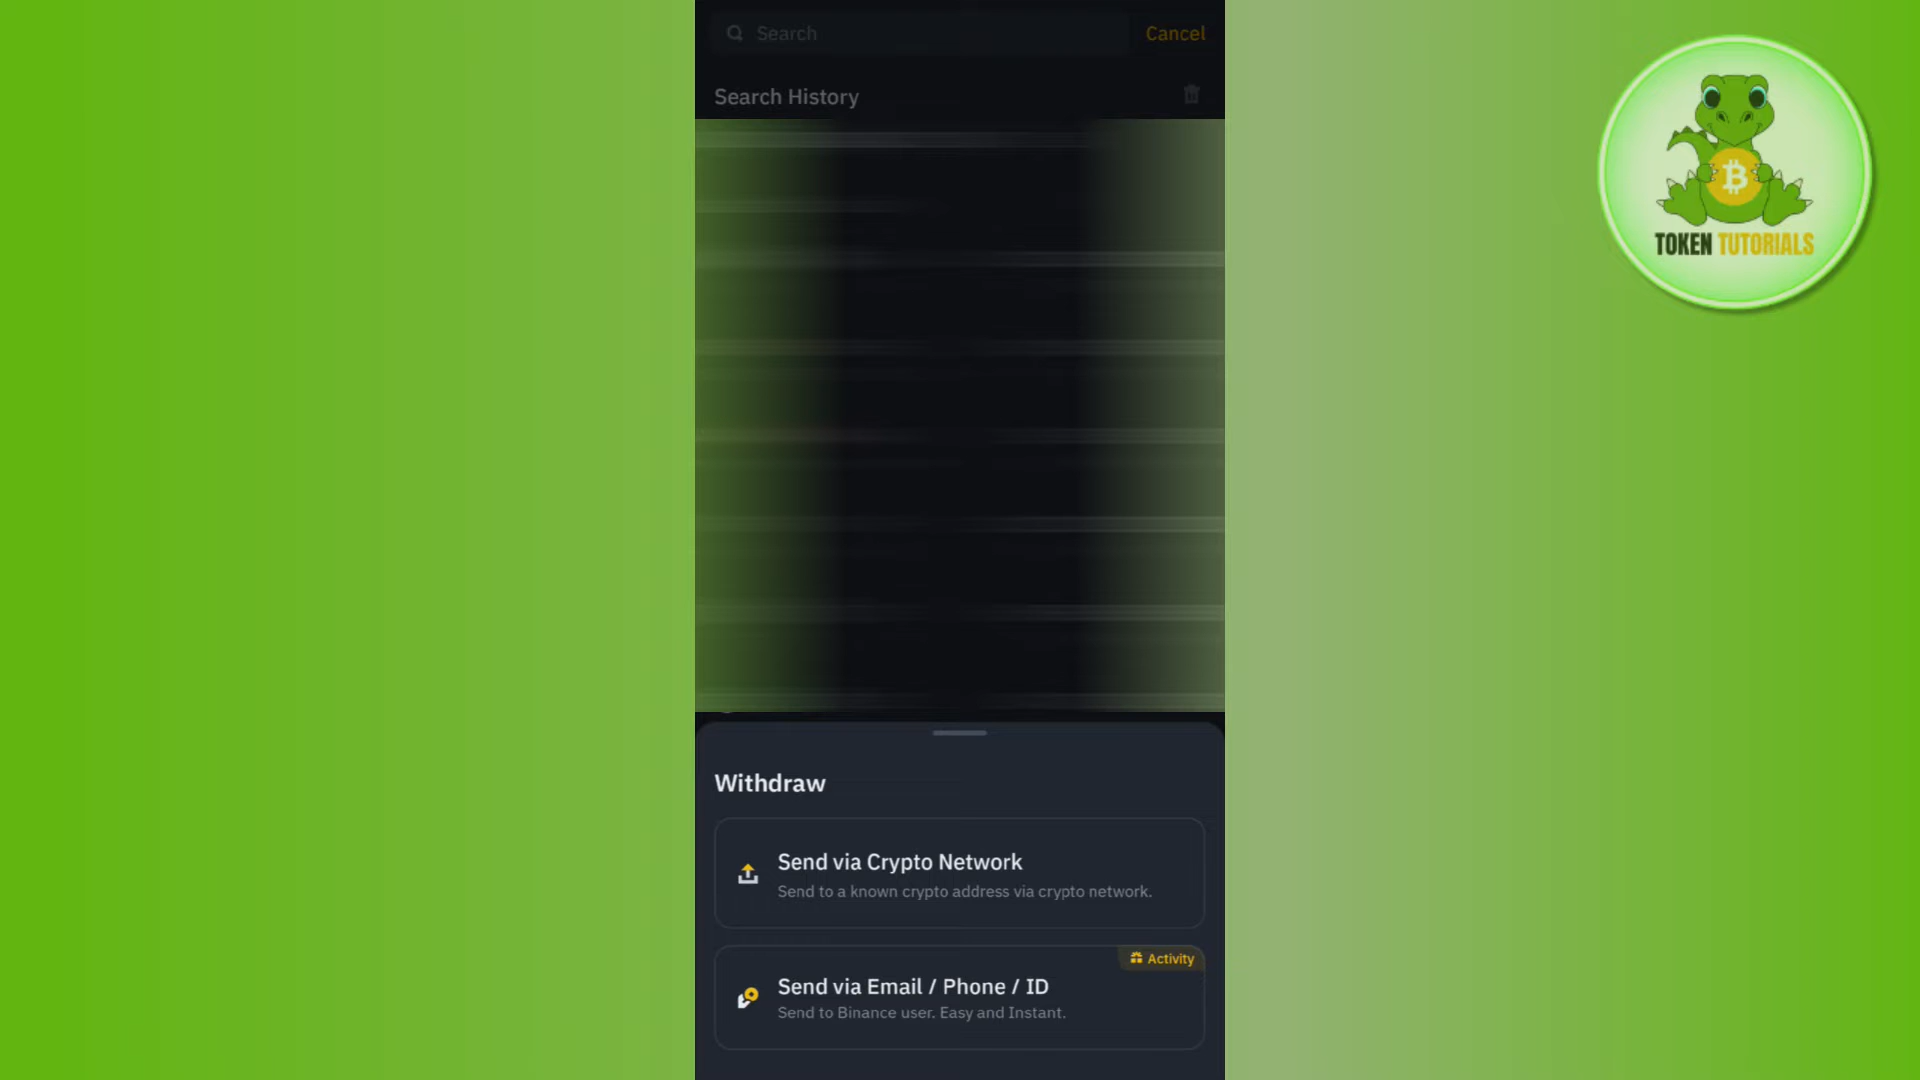 Search
Cancel
Search History
TOKEN TUTORIALS
Withdraw
Send via Crypto Network
Send to a known crypto address via crypto network.
Activity
Send via Email / Phone / ID
Send to Binance user. Easy and Instant.